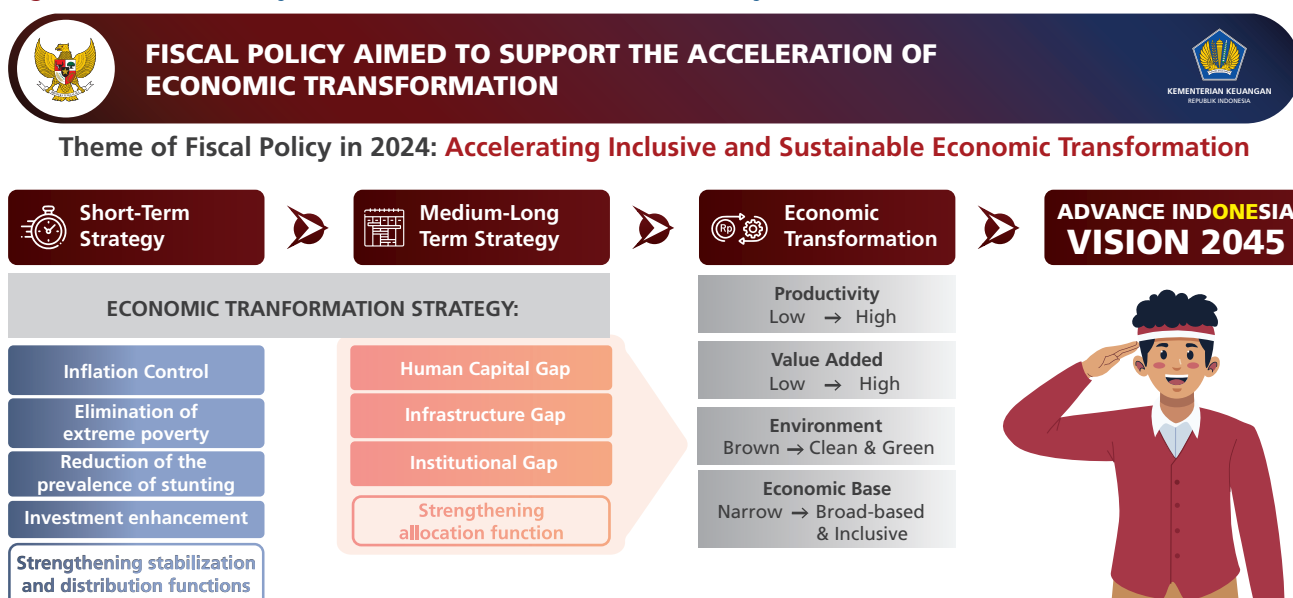 FISCAL POLICY AIMED TO SUPPORT THE ACCELERATION OF
ECONOMIC TRANSFORMATION
KEMENTERIAN KEUANGAN
REPUBLIK INDONESIA
Theme of Fiscal Policy in 2024: Accelerating Inclusive and Sustainable Economic Transformation
Short-Term
Strategy
Medium-Long
Term Strategy
Rp
Economic
Transformation
ADVANCE INDONESIA
VISION 2045
ECONOMIC TRANFORMATION STRATEGY:
Inflation Control
Elimination of
extreme poverty
Reduction of the
prevalence of stunting
Investment enhancement
Strengthening stabilization
and distribution functions
Human Capital Gap
Infrastructure Gap
Institutional Gap
Strengthening
allocation function
Productivity
Low → High
Value Added
Low → High
Environment
Brown → Clean & Green
Economic Base
Narrow → Broad-based
& Inclusive